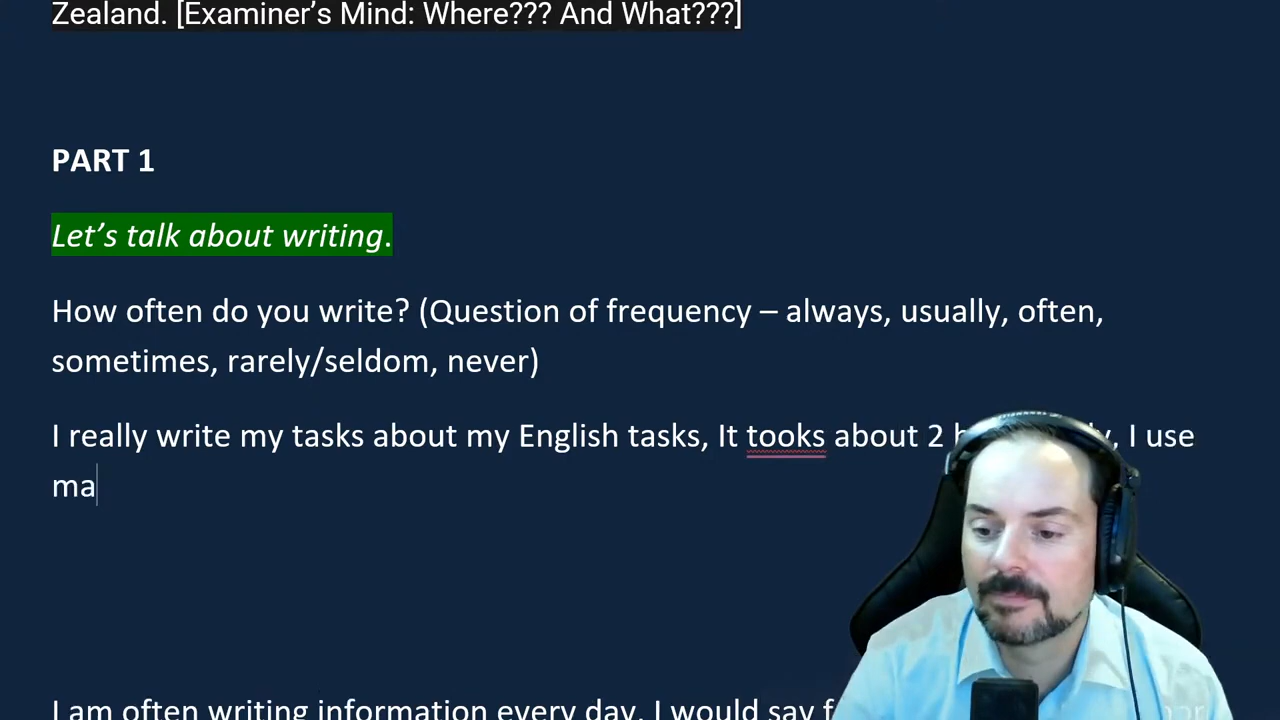 Zealand. [Examiner’s Mind: Where??? And What???]
PART 1
Let’s talk about writing.
How often do you write? (Question of frequency – always, usually, often,
sometimes, rarely/seldom, never)
I really write my tasks about my English tasks, It tooks about 2 I use
ma
I am often writing information every day. I would say